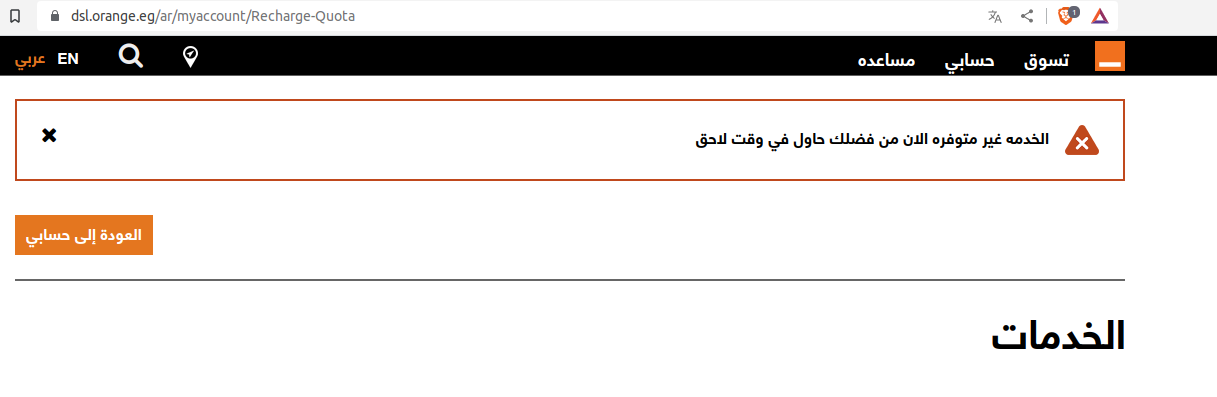 dsl.orange.eg/ar/myaccount/Recharge-Quota
1
تسوق حسابي مساعده
EN عربي
الخدمه غير متوفره الان من فضلك حاول في وقت لاحق
العودة إلى حسابي
الخدمات